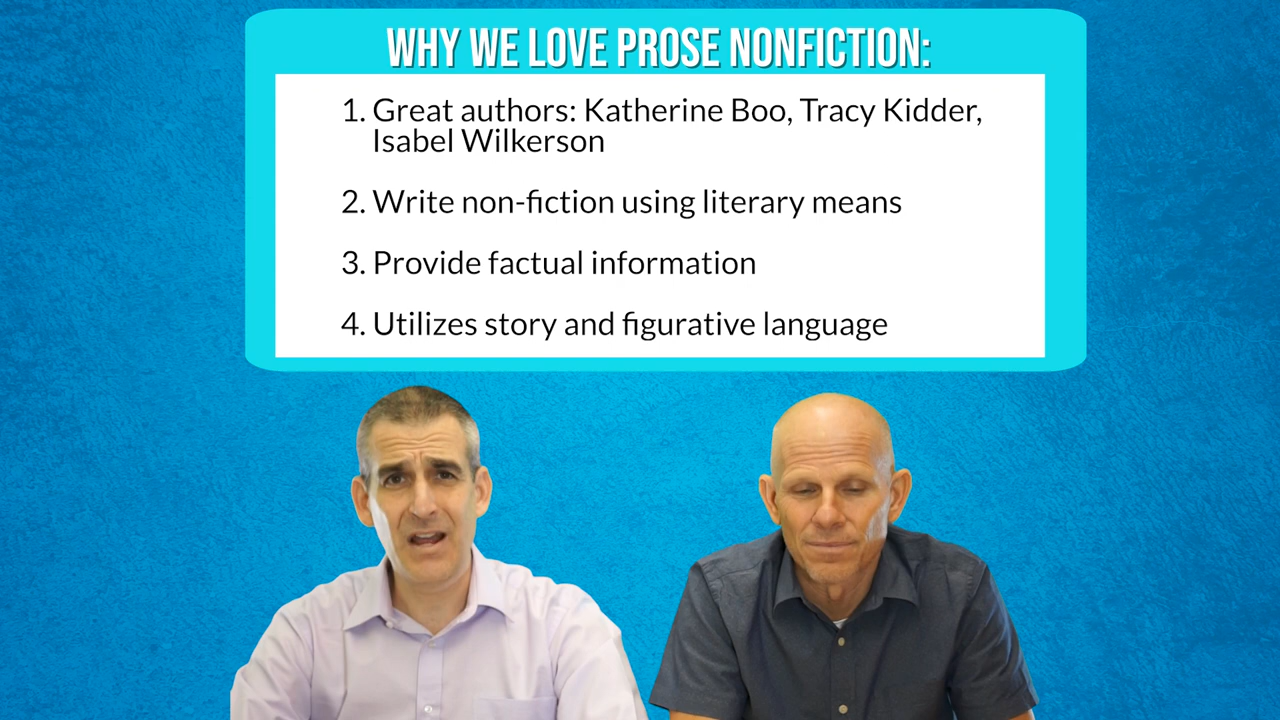 WHY WE LOVE PROSE NONFICTION:
1. Great authors: Katherine Boo, Tracy Kidder,
Isabel Wilkerson
2. Write non-fiction using literary means
3. Provide factual information
4. Utilizes story and figurative language